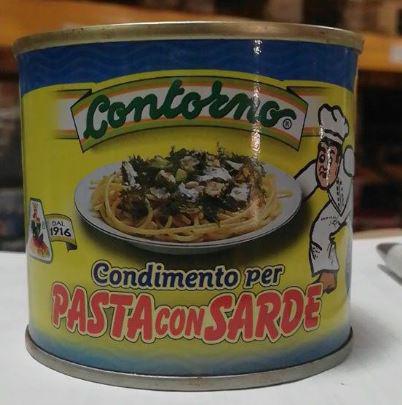 Contorno®
DAL
1916
Condimento per
PASTA CON SARDE